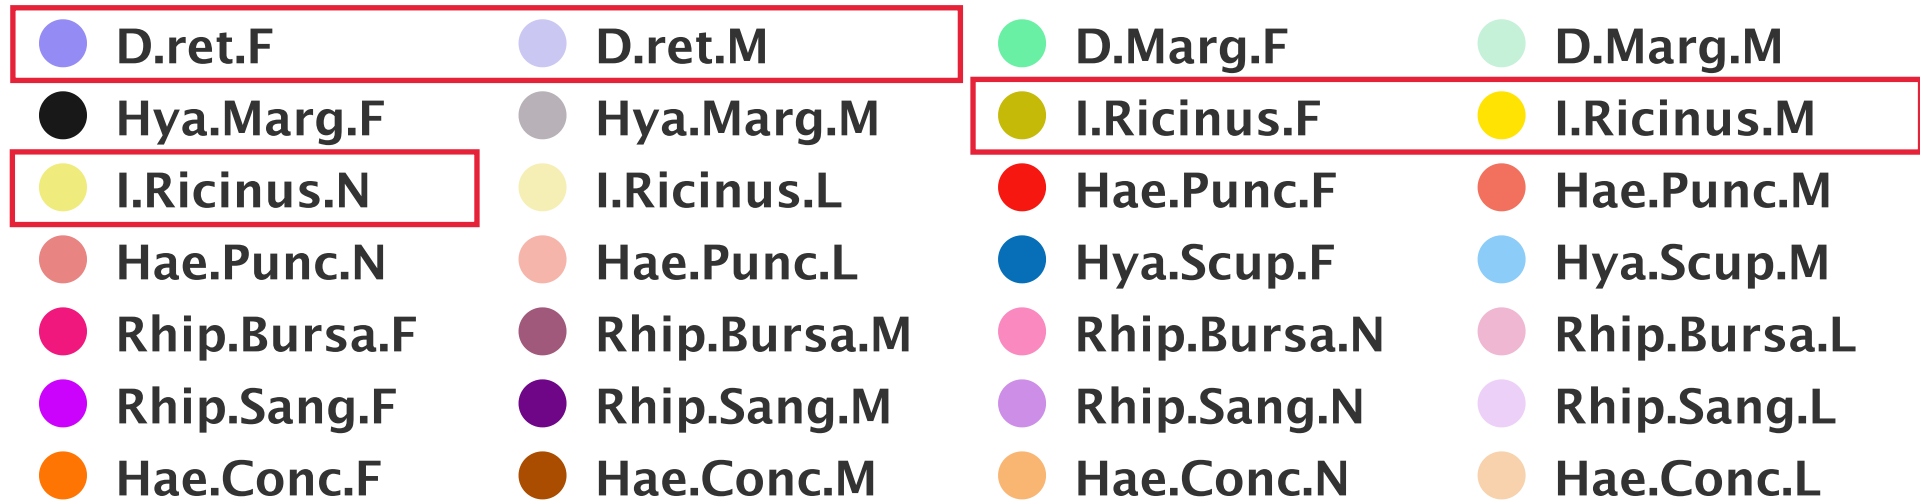 D.ret.F D.ret.M D.Marg.F D.Marg.M
Hya.Marg.F Hya.Marg.M I.Ricinus.F I.Ricinus.M
I.Ricinus.N I.Ricinus.L Hae.Punc.F Hae.Punc.M
Hae.Punc.N Hae.Punc.L Hya.Scup.F Hya.Scup.M
Rhip.Bursa.F Rhip.Bursa.M Rhip.Bursa.N Rhip.Bursa.L
Rhip.Sang.F Rhip.Sang.M Rhip.Sang.N Rhip.Sang.L
Hae.Conc.F Hae.Conc.M Hae.Conc.N Hae.Conc.L